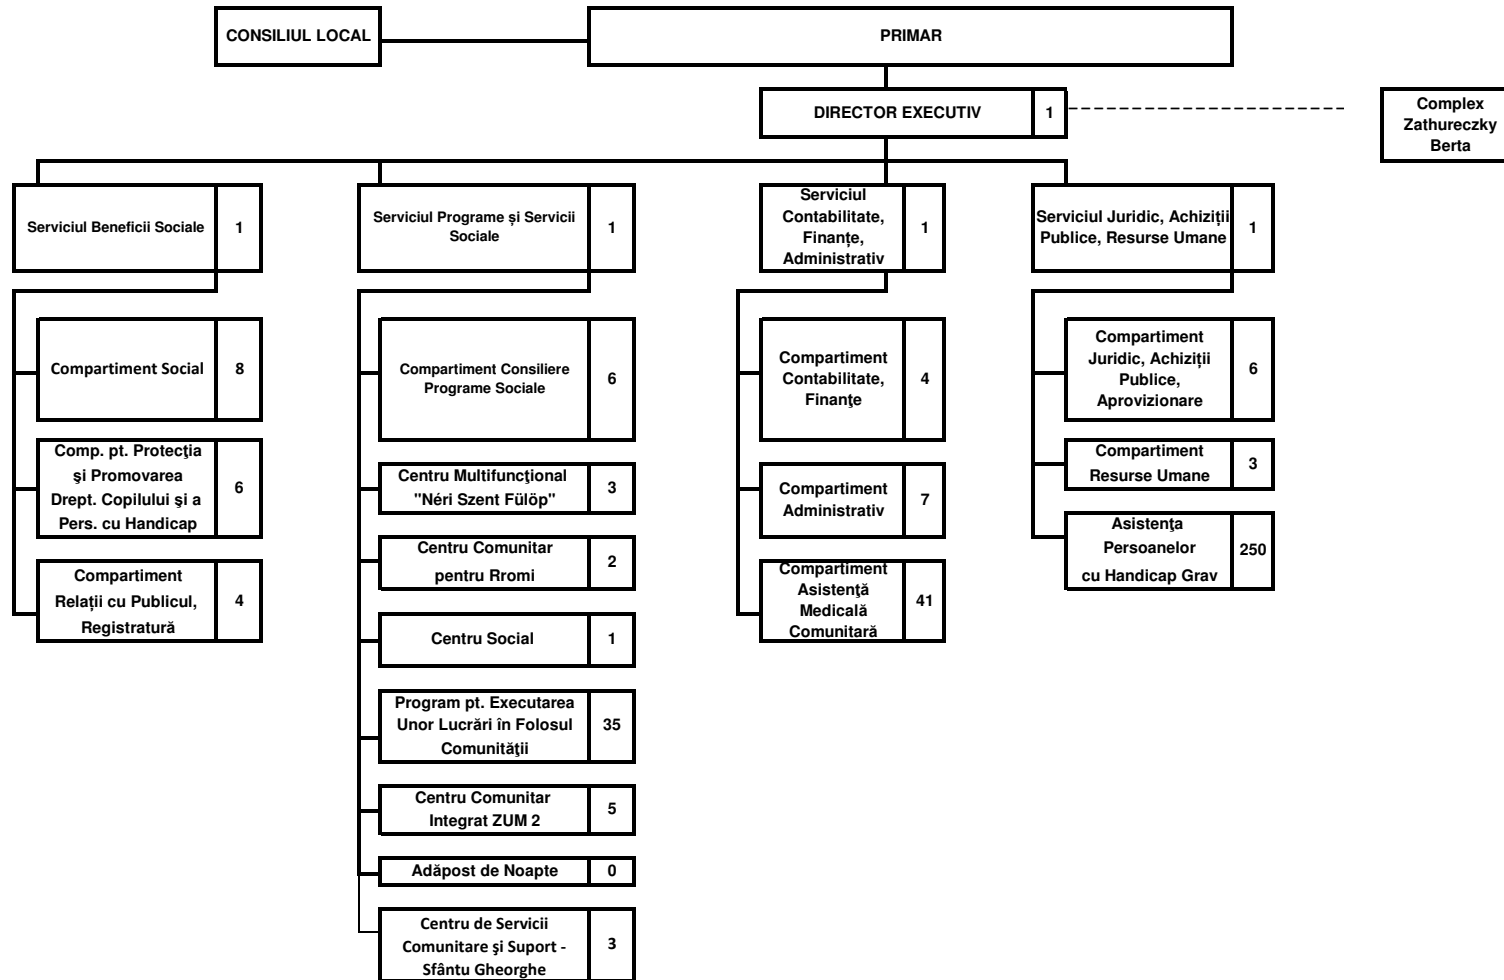 CONSILIUL LOCAL
PRIMAR
DIRECTOR EXECUTIV
1
Complex
Zathureczky
Berta
Serviciul Beneficii Sociale
1
Serviciul Programe și Servicii
Sociale
1
Serviciul
Contabilitate,
Finanțe,
Administrativ
1
Serviciul Juridic, Achiziții
Publice, Resurse Umane
1
Compartiment Social
8
Comp. pt. Protecţia
şi Promovarea
Drept. Copilului şi a
Pers. cu Handicap
6
Compartiment
Relații cu Publicul,
Registratură
4
Compartiment Consiliere
Programe Sociale
6
Centru Multifuncţional
"Néri Szent Fülöp"
3
Centru Comunitar
pentru Rromi
2
Centru Social
1
Program pt. Executarea
Unor Lucrări în Folosul
Comunităţii
35
Centru Comunitar
Integrat ZUM 2
5
Adăpost de Noapte
0
Centru de Servicii
Comunitare şi Suport -
Sfântu Gheorghe
3
Compartiment
Contabilitate,
Finanţe
4
Compartiment
Administrativ
7
Compartiment
Asistenţă
Medicală
Comunitară
41
Compartiment
Juridic, Achiziții
Publice,
Aprovizionare
6
Compartiment
Resurse Umane
3
Asistenţa
Persoanelor
cu Handicap Grav
250